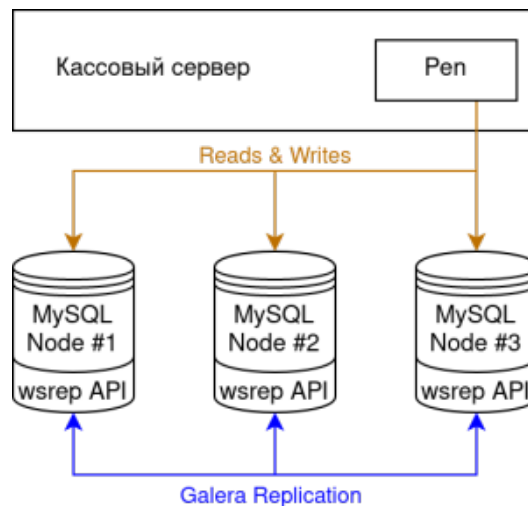 Кассовый сервер
Pen
Reads & Writes
MySQL
Node #1
wsrep API
MySQL
Node #2
wsrep API
MySQL
Node #3
wsrep API
Galera Replication